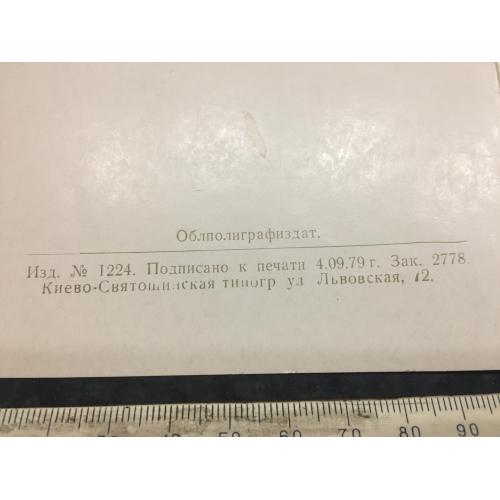 Облполиграфиздат.
Изд. № 1224. Подписано к печати 4.09.79 г. Зак. 2778.
Киево-Святошинская типогр ул Львовская, 12.
60 70 80 90